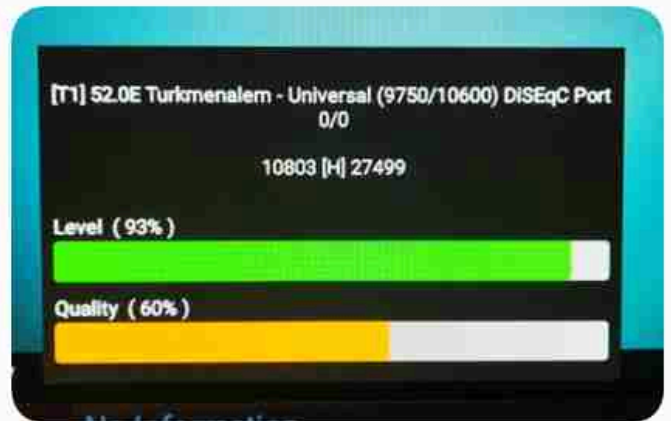 [T1] 52.0E Turkmenalem - Universal (9750/10600) DiSEqC Port
0/0
10803 [H] 27499
Level ( 93% )
Quality ( 60% )